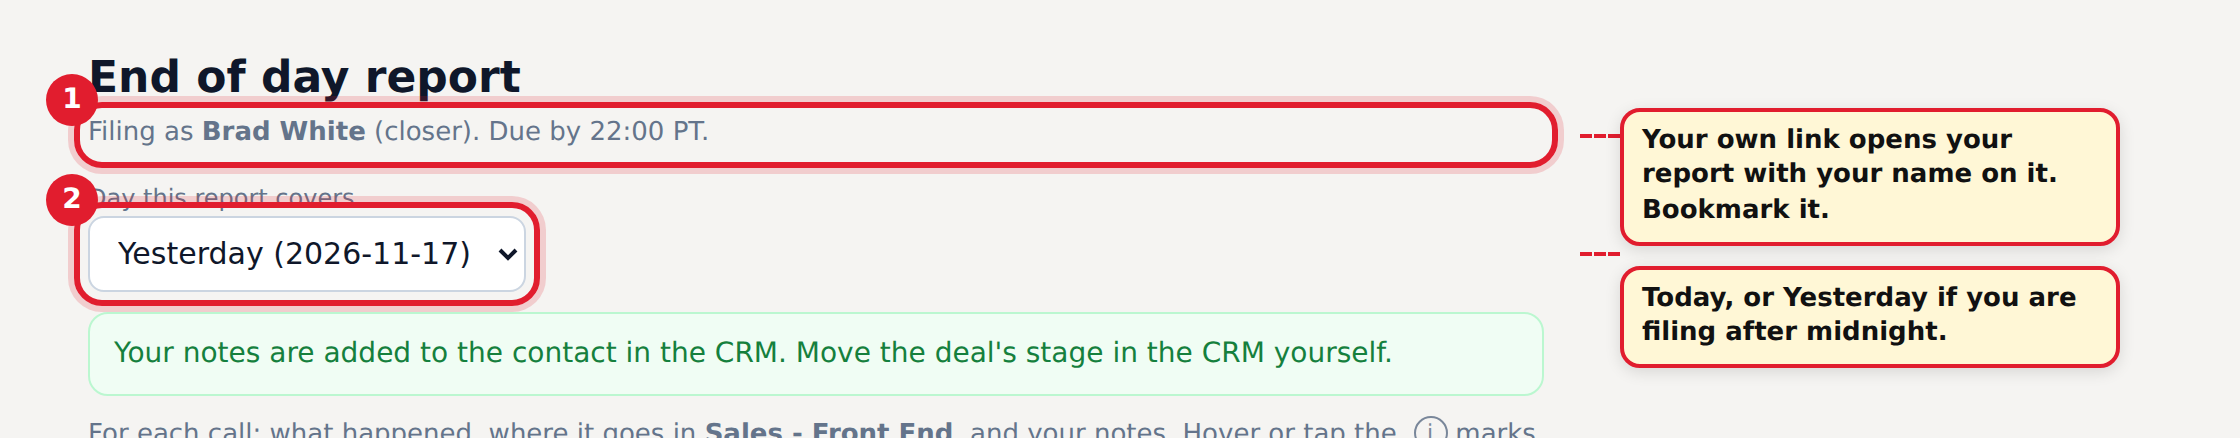 End of day report
1
Filing as Brad White (closer). Due by 22:00 PT.
Your own link opens your
report with your name on it.
Bookmark it.
2
Day this report covers
Yesterday (2026-11-17)
Today, or Yesterday if you are
filing after midnight.
Your notes are added to the contact in the CRM. Move the deal's stage in the CRM yourself.
For each call: what happened, where it goes in Sales - Front End, and your notes. Hover or tap the i marks